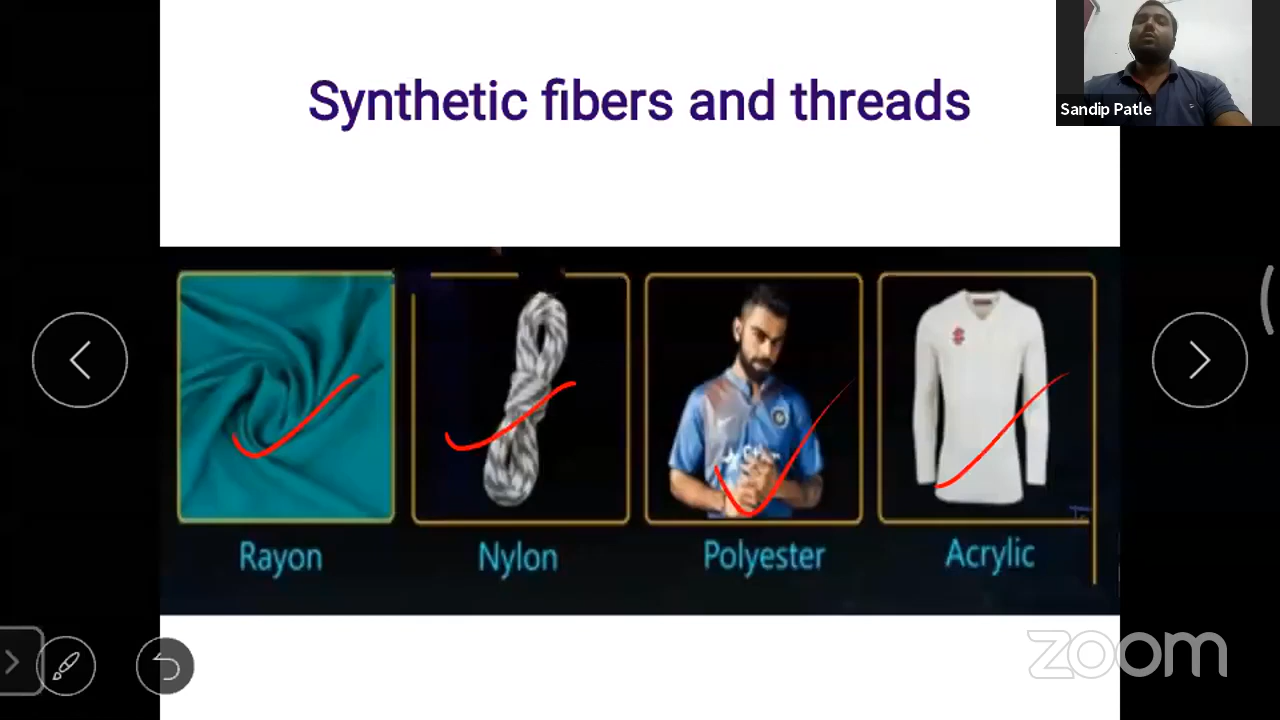 Synthetic fibers and threads
Sandip Patle
Rayon
Nylon
Polyester
Acrylic
zoom